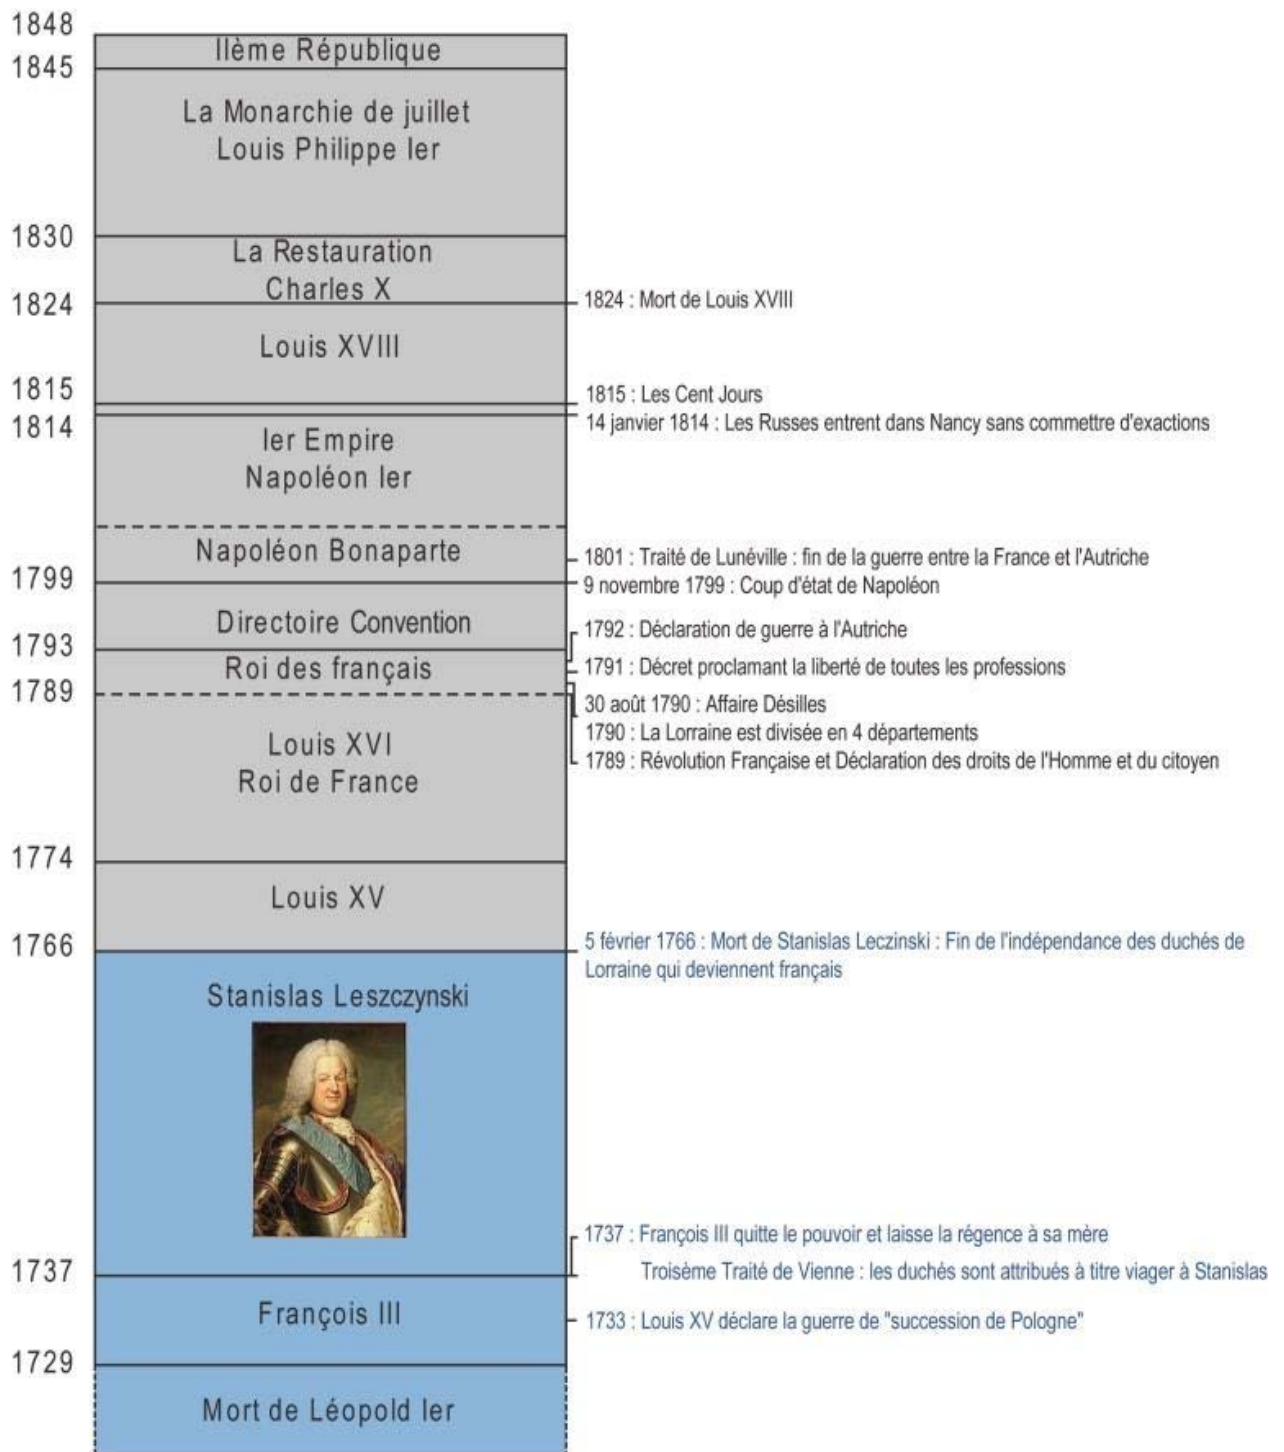 1848
IIème République
1845
La Monarchie de juillet
Louis Philippe Ier
1830
La Restauration
Charles X
1824
1824 : Mort de Louis XVIII
Louis XVIII
1815
1815 : Les Cent Jours
1814
14 janvier 1814 : Les Russes entrent dans Nancy sans commettre d'exactions
Ier Empire
Napoléon Ier
Napoléon Bonaparte
1801 : Traité de Lunéville : fin de la guerre entre la France et l'Autriche
1799
9 novembre 1799 : Coup d'état de Napoléon
Directoire Convention
1792 : Déclaration de guerre à l'Autriche
1793
Roi des français
1791 : Décret proclamant la liberté de toutes les professions
1789
30 août 1790 : Affaire Désilles
1790 : La Lorraine est divisée en 4 départements
1789 : Révolution Française et Déclaration des droits de l'Homme et du citoyen
Louis XVI
Roi de France
1774
Louis XV
1766
5 février 1766 : Mort de Stanislas Leczinski : Fin de l'indépendance des duchés de
Lorraine qui deviennent français
Stanislas Leszczynski
1737 : François III quitte le pouvoir et laisse la régence à sa mère
Troisème Traité de Vienne : les duchés sont attribués à titre viager à Stanislas
1737
François III
1733 : Louis XV déclare la guerre de "succession de Pologne"
1729
Mort de Léopold Ier